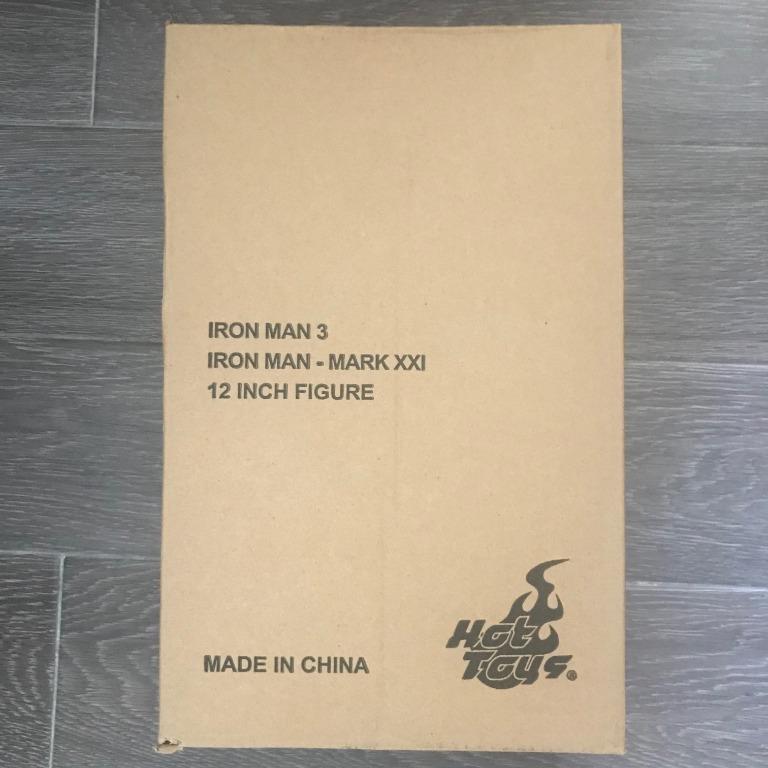 IRON MAN 3
IRON MAN - MARK XXI
12 INCH FIGURE
MADE IN CHINA
Hot
Toys®